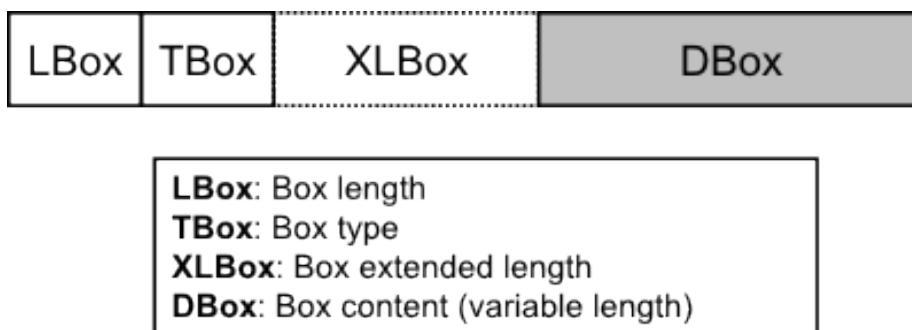 LBox TBox XLBox DBox
LBox: Box length
TBox: Box type
XLBox: Box extended length
DBox: Box content (variable length)